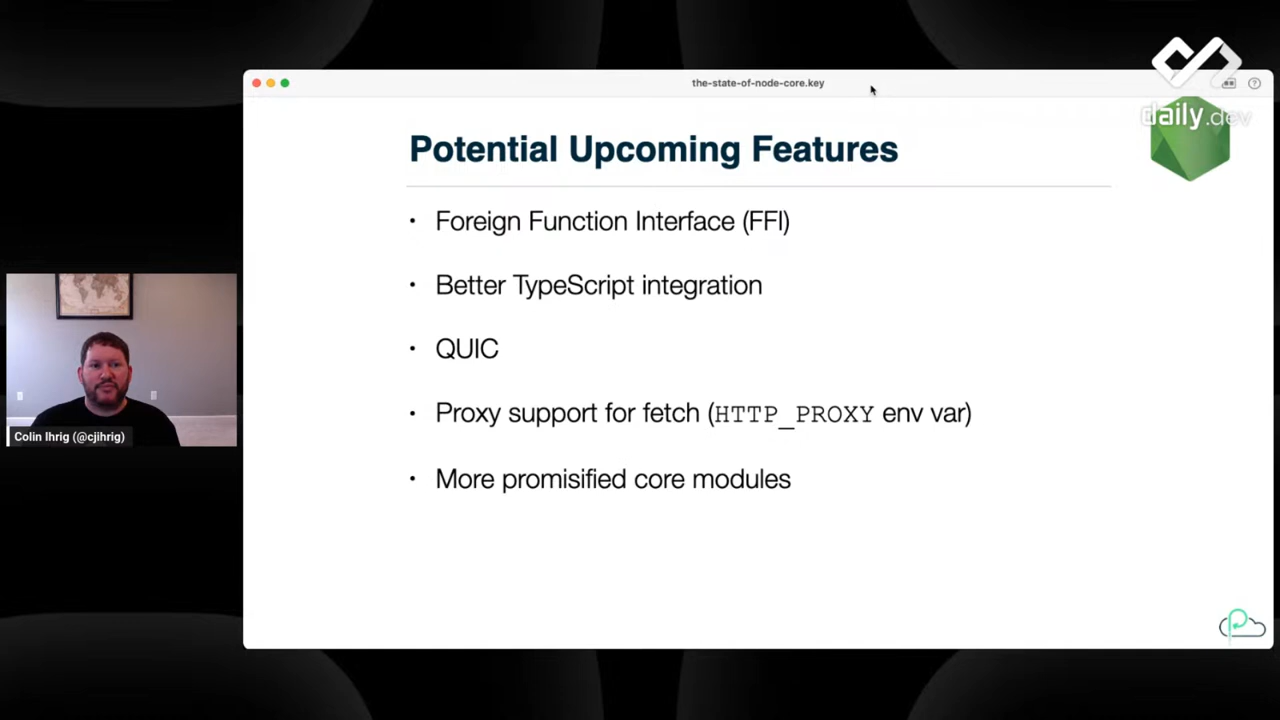 the-state-of-node-core.key
daily.dev
Potential Upcoming Features
• Foreign Function Interface (FFI)
• Better TypeScript integration
• QUIC
• Proxy support for fetch (HTTP_PROXY env var)
• More promisified core modules
Colin Ihrig (@cjihrig)